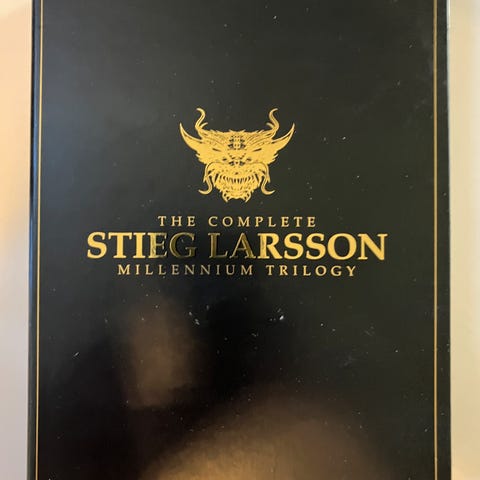 THE COMPLETE
STIEG LARSSON
MILLENNIUM TRILOGY